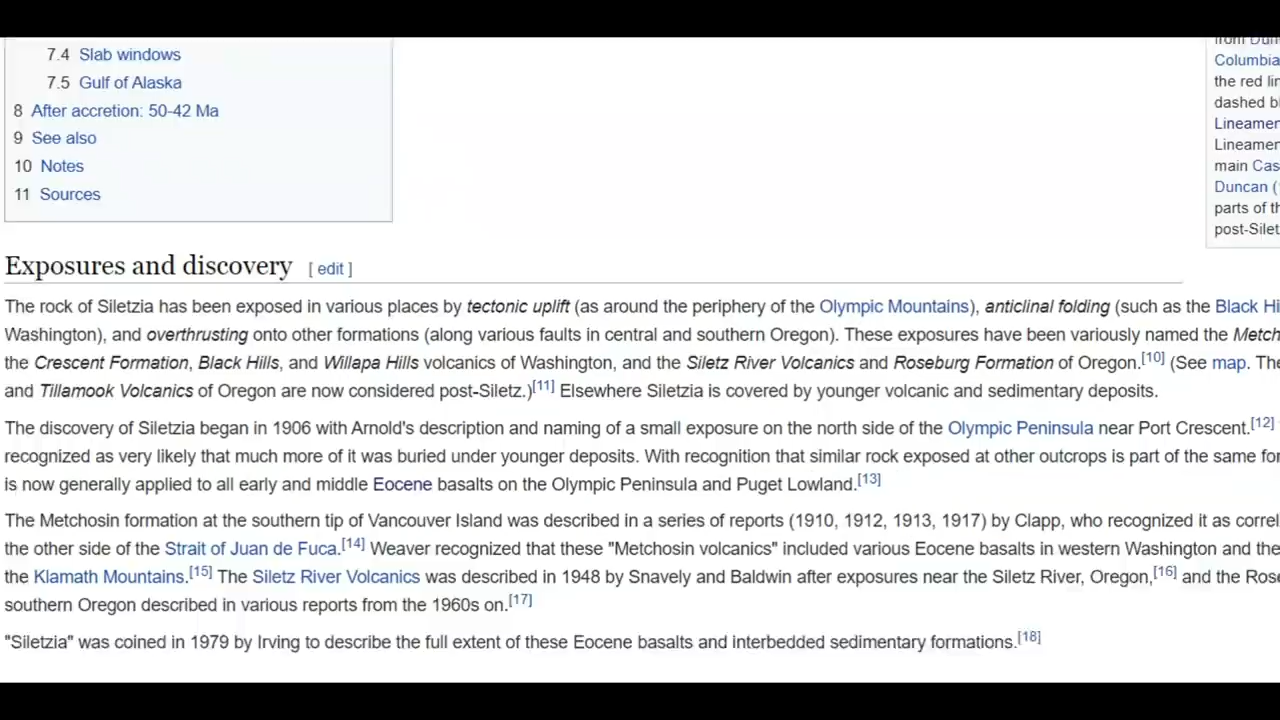 7.4 Slab windows
7.5 Gulf of Alaska
8 After accretion: 50-42 Ma
9 See also
10 Notes
11 Sources
from Dun
Columbia
the red lin
dashed bl
Lineamen
Lineamen
main Cas
Duncan (
parts of th
post-Silet
Exposures and discovery [ edit ]
The rock of Siletzia has been exposed in various places by tectonic uplift (as around the periphery of the Olympic Mountains), anticlinal folding (such as the Black Hi
Washington), and overthrusting onto other formations (along various faults in central and southern Oregon). These exposures have been variously named the Metch
the Crescent Formation, Black Hills, and Willapa Hills volcanics of Washington, and the Siletz River Volcanics and Roseburg Formation of Oregon.[10] (See map. The
and Tillamook Volcanics of Oregon are now considered post-Siletz.)[11] Elsewhere Siletzia is covered by younger volcanic and sedimentary deposits.
The discovery of Siletzia began in 1906 with Arnold's description and naming of a small exposure on the north side of the Olympic Peninsula near Port Crescent.[12]
recognized as very likely that much more of it was buried under younger deposits. With recognition that similar rock exposed at other outcrops is part of the same for
is now generally applied to all early and middle Eocene basalts on the Olympic Peninsula and Puget Lowland.[13]
The Metchosin formation at the southern tip of Vancouver Island was described in a series of reports (1910, 1912, 1913, 1917) by Clapp, who recognized it as correl
the other side of the Strait of Juan de Fuca.[14] Weaver recognized that these "Metchosin volcanics" included various Eocene basalts in western Washington and the
the Klamath Mountains.[15] The Siletz River Volcanics was described in 1948 by Snavely and Baldwin after exposures near the Siletz River, Oregon,[16] and the Rose
southern Oregon described in various reports from the 1960s on.[17]
"Siletzia" was coined in 1979 by Irving to describe the full extent of these Eocene basalts and interbedded sedimentary formations.[18]